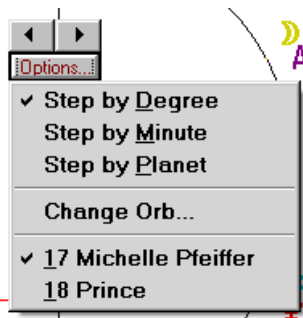 Options...
Step by Degree
Step by Minute
Step by Planet
Change Orb...
17 Michelle Pfeiffer
18 Prince